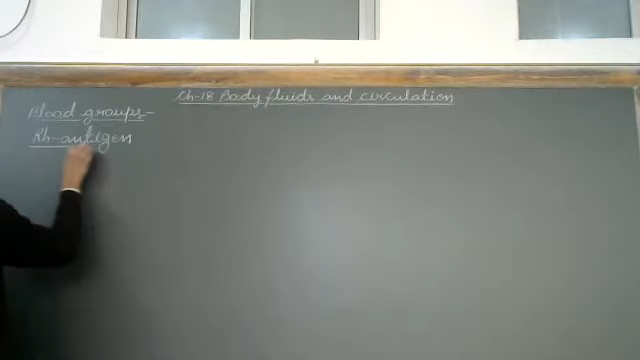 Ch-18 Body fluids and circulation
Blood groups-
Rh-antigen